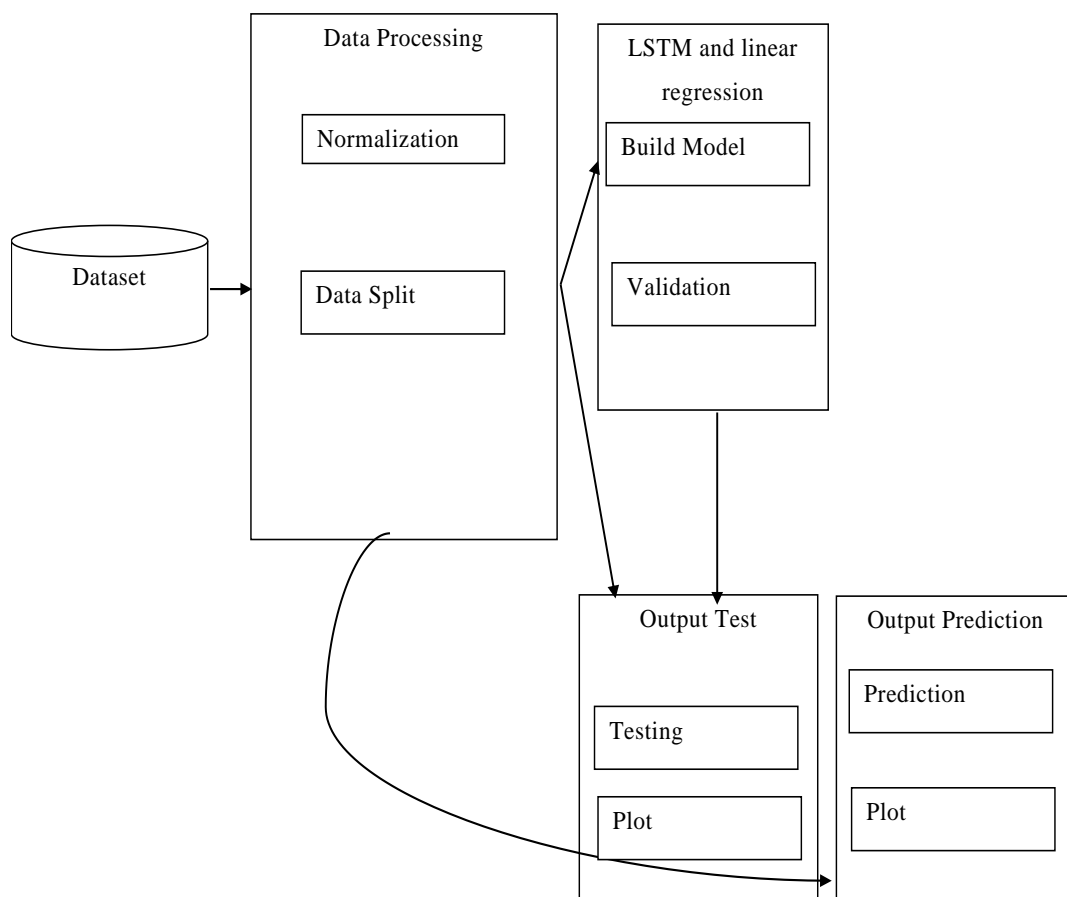 Data Processing
Normalization
Data Split
Dataset
LSTM and linear
regression
Build Model
Validation
Output Test
Testing
Plot
Output Prediction
Prediction
Plot